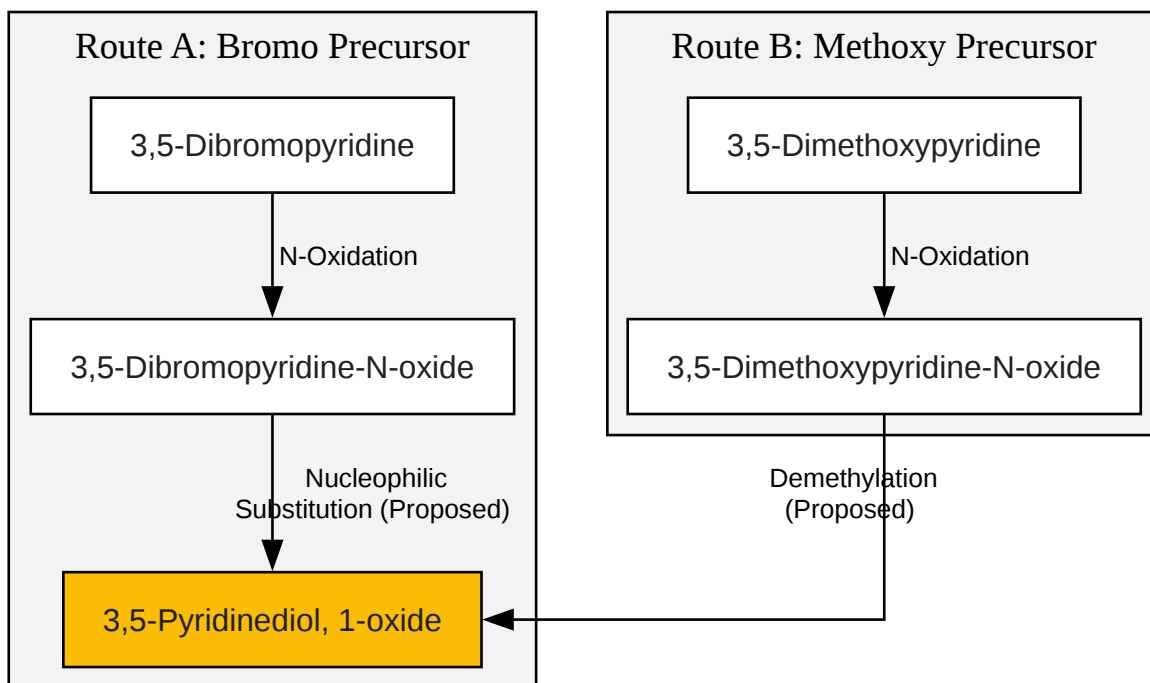 Route A: Bromo Precursor
3,5-Dibromopyridine
N-Oxidation
3,5-Dibromopyridine-N-oxide
Nucleophilic
Substitution (Proposed)
3,5-Pyridinediol, 1-oxide
Route B: Methoxy Precursor
3,5-Dimethoxypyridine
N-Oxidation
3,5-Dimethoxypyridine-N-oxide
Demethylation
(Proposed)